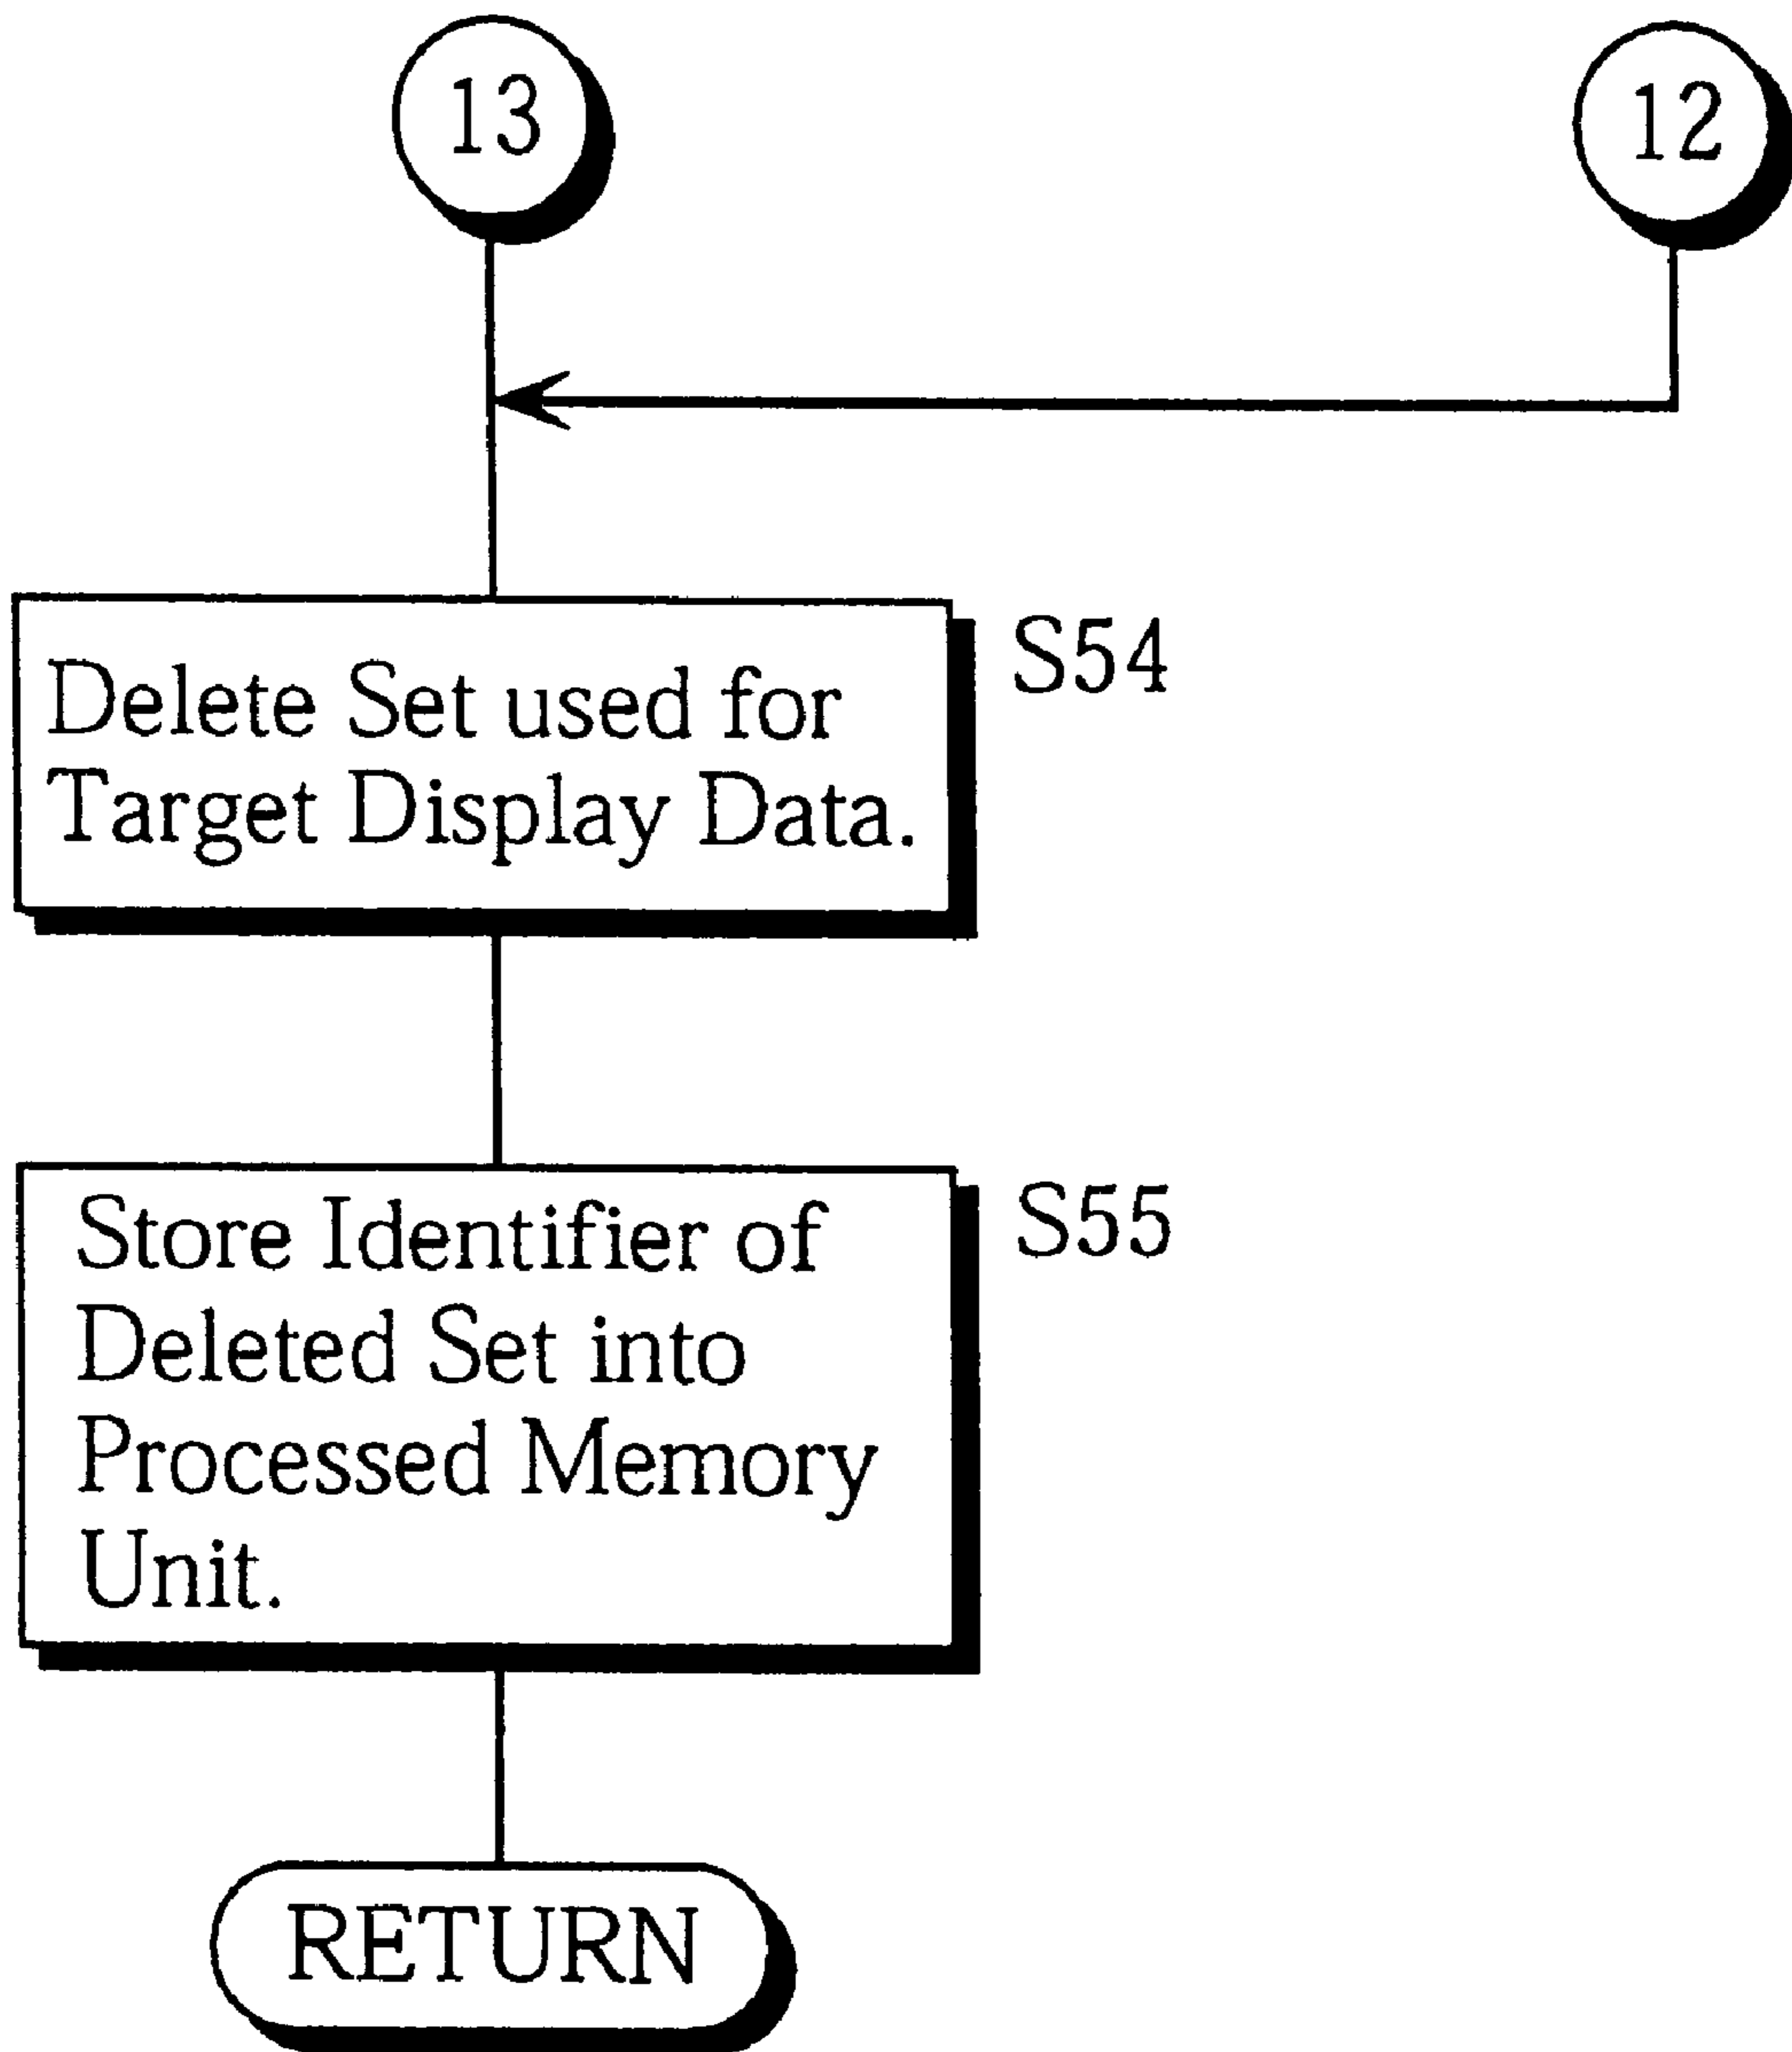 13
12
Delete Set used for
Target Display Data.
S54
Store Identifier of
Deleted Set into
Processed Memory
Unit.
S55
RETURN